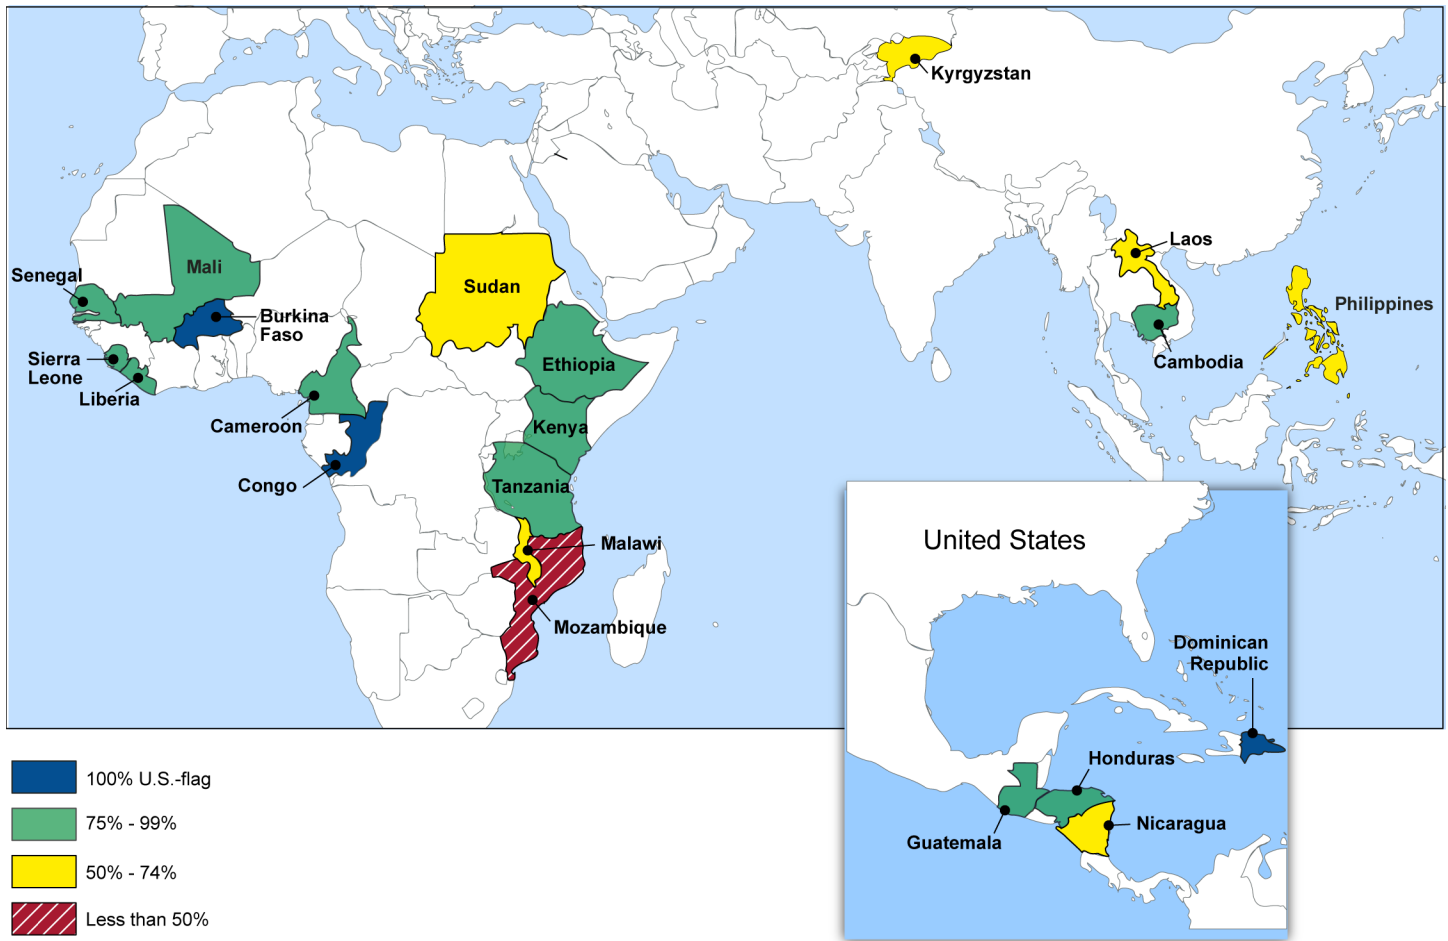 Kyrgyzstan
Laos
Senegal
Mali
Sudan
Philippines
Burkina
Faso
Sierra
Leone
Ethiopia
Cambodia
Liberia
Cameroon
Kenya
Congo
Tanzania
Malawi
Mozambique
United States
Dominican
Republic
Honduras
Nicaragua
Guatemala
100% U.S.-flag
75% - 99%
50% - 74%
Less than 50%